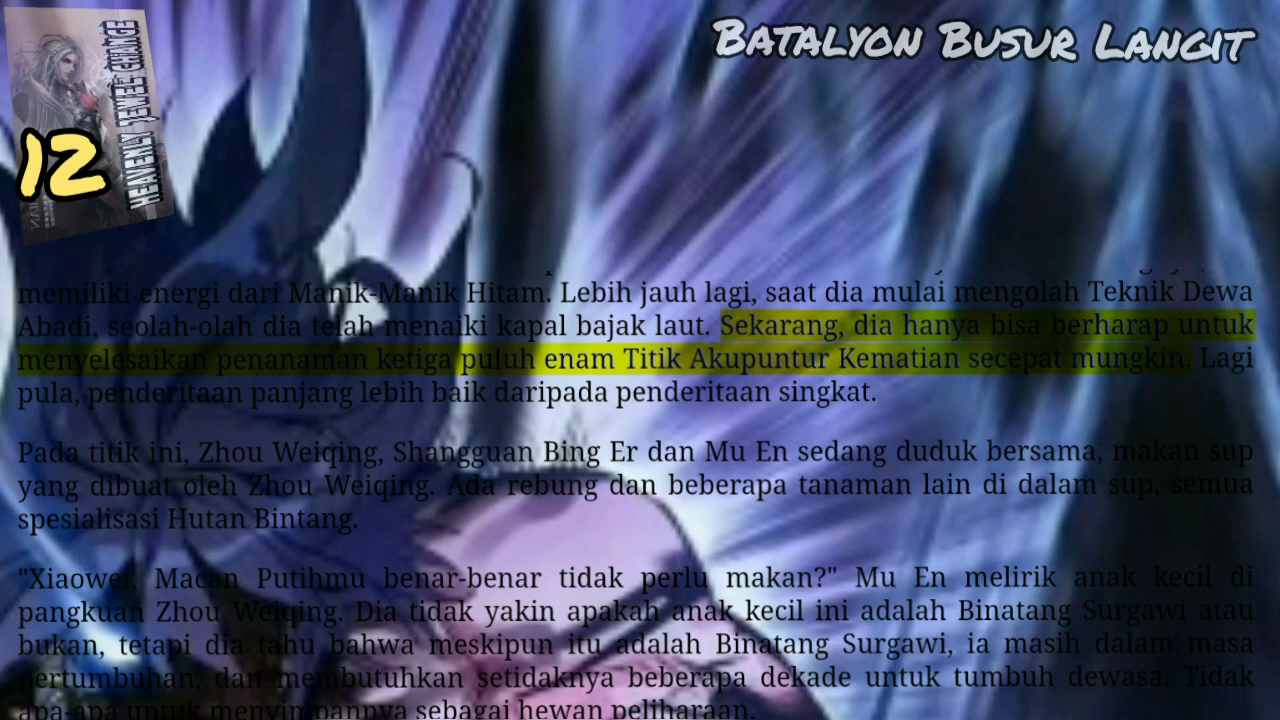 Batalyon Busur Langit
HEAVENLY JEWEL CHANGE
12
memiliki energi dari Manik-Manik Hitam. Lebih jauh lagi, saat dia mulai mengolah Teknik Dewa
Abadi, seolah-olah dia telah menaiki kapal bajak laut. Sekarang, dia hanya bisa berharap untuk
menyelesaikan penanaman ketiga puluh enam Titik Akupuntur Kematian secepat mungkin. Lagi
pula, penderitaan panjang lebih baik daripada penderitaan singkat.
Pada titik ini, Zhou Weiqing, Shangguan Bing Er dan Mu En sedang duduk bersama, makan sup
yang dibuat oleh Zhou Weiqing. Ada rebung dan beberapa tanaman lain di dalam sup, semua
spesialisasi Hutan Bintang.
"Xiaowei, Macan Putihmu benar-benar tidak perlu makan?" Mu En melirik anak kecil di
pangkuan Zhou Weiqing. Dia tidak yakin apakah anak kecil ini adalah Binatang Surgawi atau
bukan, tetapi dia tahu bahwa meskipun itu adalah Binatang Surgawi, ia masih dalam masa
pertumbuhan, dan membutuhkan setidaknya beberapa dekade untuk tumbuh dewasa. Tidak
apa-apa untuk menyimpannya sebagai hewan peliharaan.